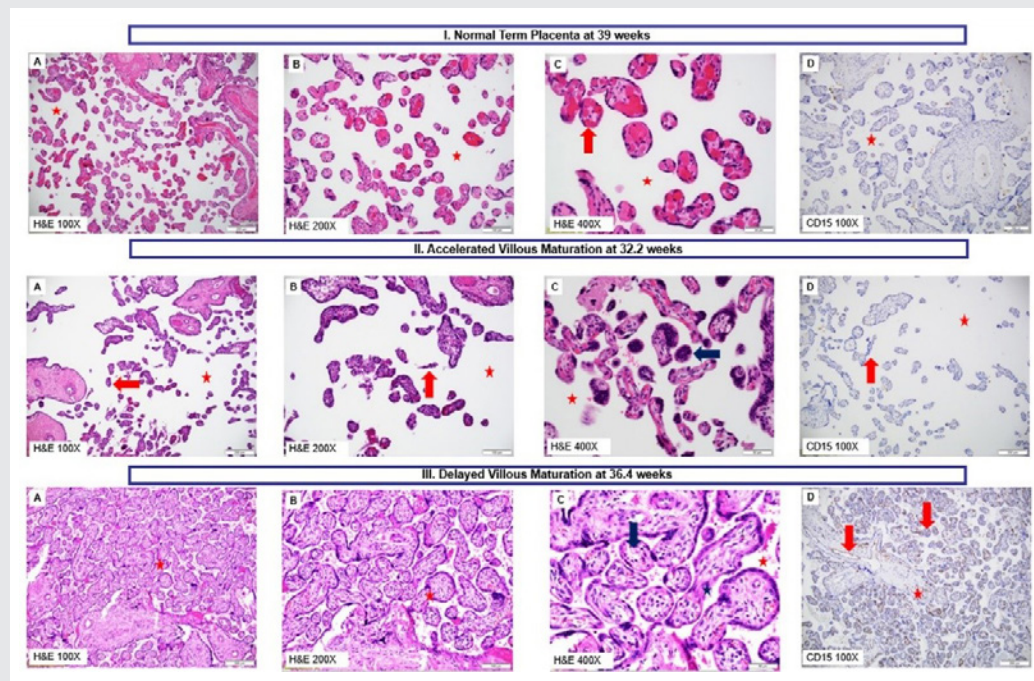 I. Normal Term Placenta at 39 weeks
A
B
C
D
H&E 100X
H&E 200X
H&E 400X
CD15 100X
II. Accelerated Villous Maturation at 32.2 weeks
A
B
C
D
H&E 100X
H&E 200X
H&E 400X
CD15 100X
III. Delayed Villous Maturation at 36.4 weeks
A
B
C
D
H&E 100X
H&E 200X
H&E 400X
CD15 100X